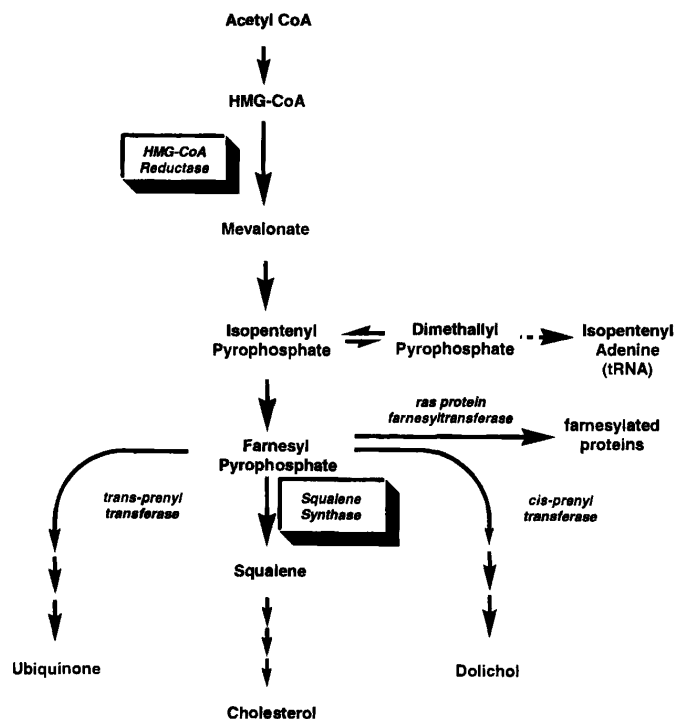 Acetyl CoA
HMG-CoA
HMG-CoA
Reductase
Mevalonate
Isopentenyl
Pyrophosphate
Dimethallyl
Pyrophosphate
Isopentenyl
Adenine
(tRNA)
ras protein
farnesyltransferase
farnesylated
proteins
Farnesyl
Pyrophosphate
trans-prenyl
transferase
Squalene
Synthase
cis-prenyl
transferase
Squalene
Ubiquinone
Dolichol
Cholesterol